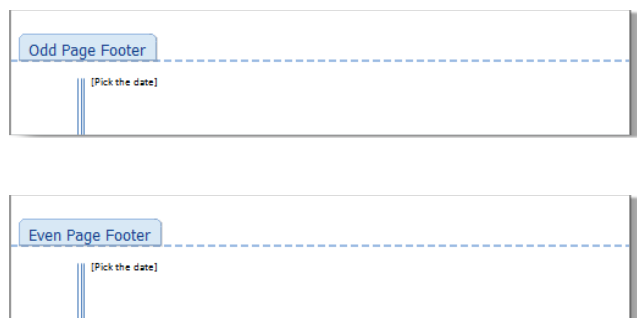 Odd Page Footer
[Pick the date]
Even Page Footer
[Pick the date]